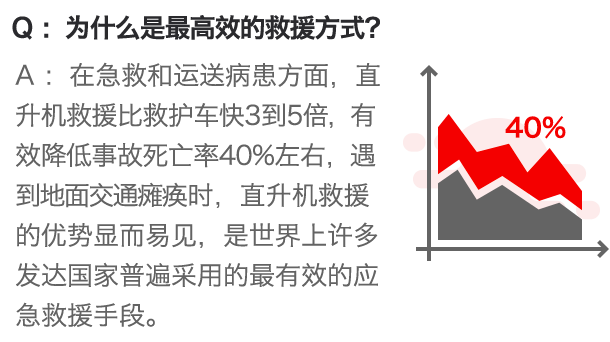 Q：为什么是最高效的救援方式?
A：在急救和运送病患方面，直
升机救援比救护车快3到5倍，有
效降低事故死亡率40%左右，遇
到地面交通瘫痪时，直升机救援
的优势显而易见，是世界上许多
发达国家普遍采用的最有效的应
急救援手段。
40%